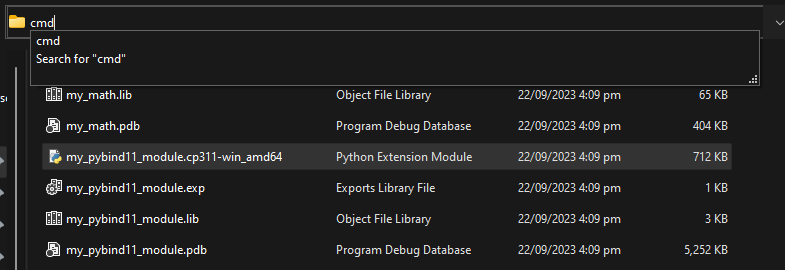 cmd
cmd
Search for "cmd"
my_math.lib Object File Library 22/09/2023 4:09 pm 65 KB
my_math.pdb Program Debug Database 22/09/2023 4:09 pm 404 KB
my_pybind11_module.cp311-win_amd64 Python Extension Module 22/09/2023 4:09 pm 712 KB
my_pybind11_module.exp Exports Library File 22/09/2023 4:09 pm 1 KB
my_pybind11_module.lib Object File Library 22/09/2023 4:09 pm 3 KB
my_pybind11_module.pdb Program Debug Database 22/09/2023 4:09 pm 5,252 KB